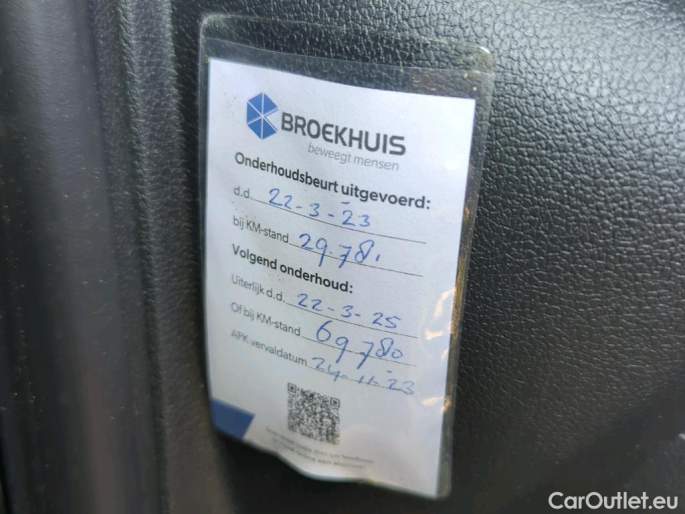 BROEKHUIS
beweegt mensen
Onderhoudsbeurt uitgevoerd:
d.d. 22-3-23
bij KM-stand 29.781
Volgend onderhoud:
Uiterlijk d.d. 22-3-25
Of bij KM-stand 69.780
APK-vervaldatum 24-11-23
CarOutlet.eu